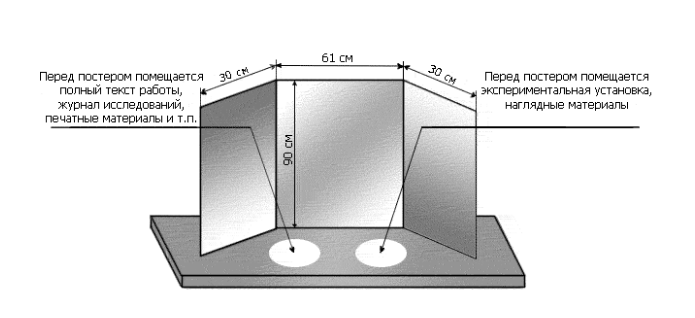 61 см
30 см
30 см
Перед постером помещается
полный текст работы,
журнал исследований,
печатные материалы и т.п.
Перед постером помещается
экспериментальная установка,
наглядные материалы
90 см